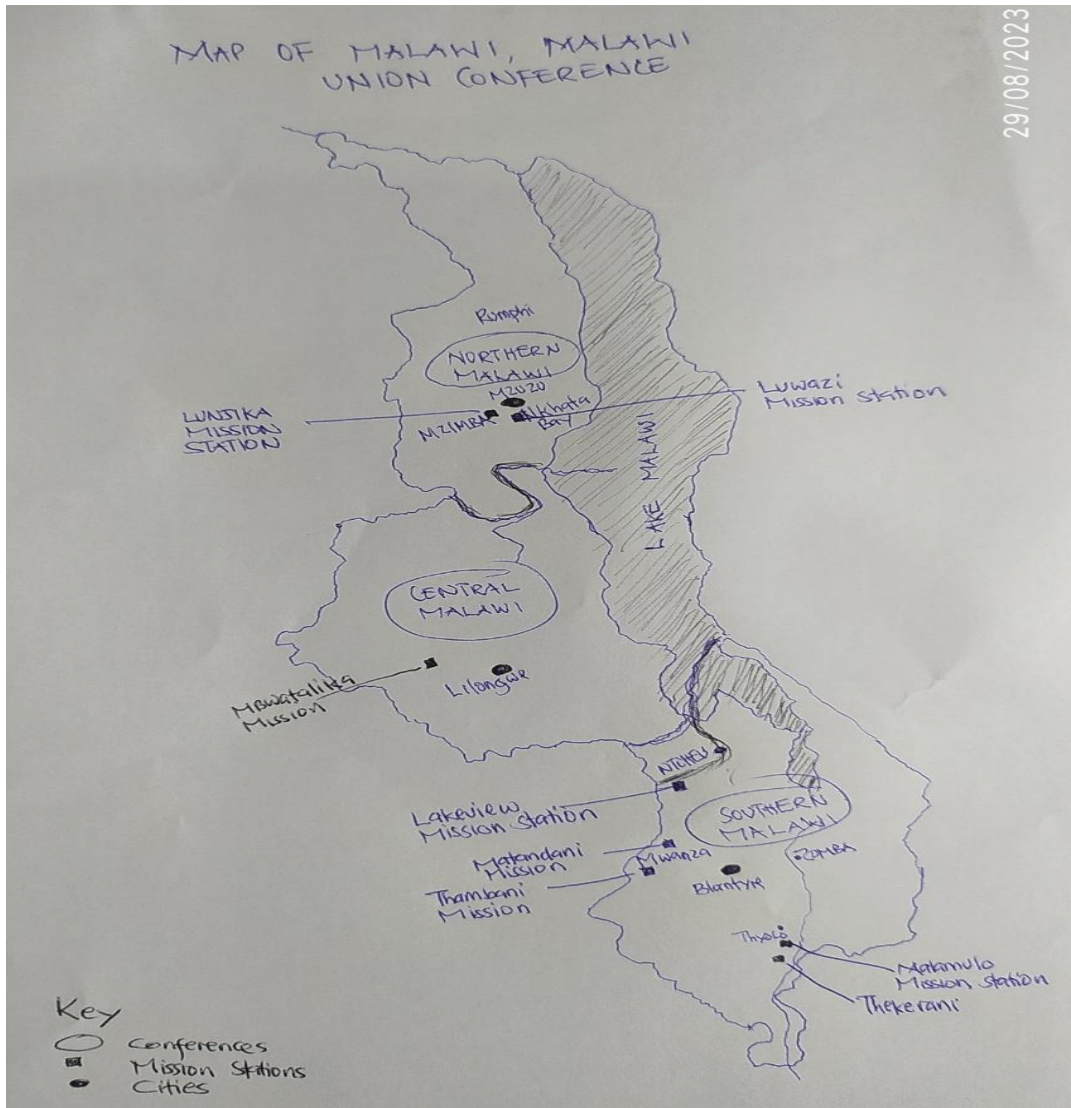 MAP OF MALAWI, MALAWI
UNION CONFERENCE
29/08/2023
Rumphi
NORTHERN
MALAWI
MZUZU
LUNJIKA
MISSION
STATION
MZIMBA
Nkhata
Bay
Luwazi
Mission Station
LAKE MALAWI
CENTRAL
MALAWI
Lilongwe
Mbwatalika
Mission
NTCHEU
Lakeview
Mission Station
SOUTHERN
MALAWI
Matandani
Mission
Mwanza
Thambani
Mission
Blantyre
ZOMBA
Thyolo
Malamulo
Mission Station
Thekerani
Key
Conferences
Mission Stations
Cities